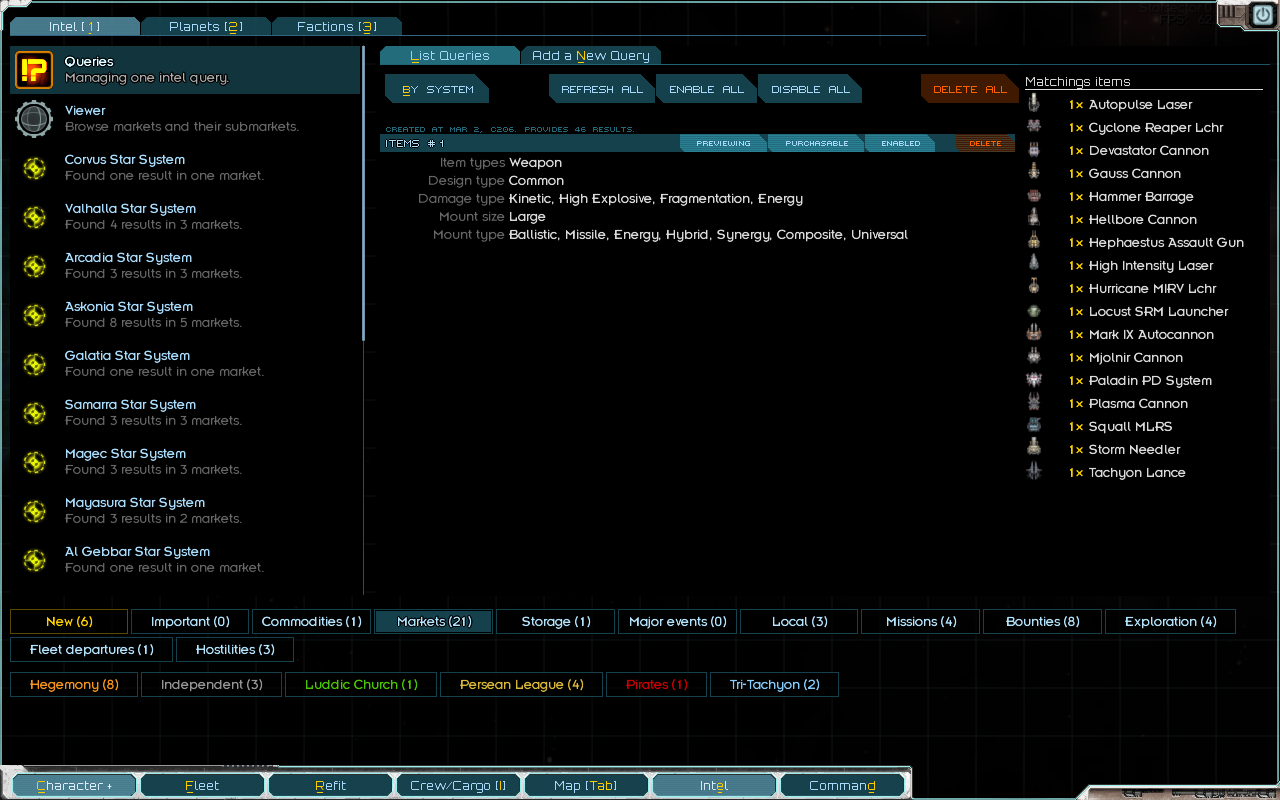 Intel [1] Planets [2] Factions [3]
Queries
Managing one intel query.
Viewer
Browse markets and their submarkets.
Corvus Star System
Found one result in one market.
Valhalla Star System
Found 4 results in 3 markets.
Arcadia Star System
Found 3 results in 3 markets.
Askonia Star System
Found 8 results in 5 markets.
Galatia Star System
Found one result in one market.
Samarra Star System
Found 3 results in 3 markets.
Magec Star System
Found 3 results in 3 markets.
Mayasura Star System
Found 3 results in 2 markets.
Al Gebbar Star System
Found one result in one market.
List Queries Add a New Query
BY SYSTEM REFRESH ALL ENABLE ALL DISABLE ALL DELETE ALL
CREATED AT MAR 2, C206. PROVIDES 46 RESULTS.
ITEMS #1 PREVIEWING PURCHASABLE ENABLED DELETE
Item types Weapon
Design type Common
Damage type Kinetic, High Explosive, Fragmentation, Energy
Mount size Large
Mount type Ballistic, Missile, Energy, Hybrid, Synergy, Composite, Universal
Matchings items
1× Autopulse Laser
1× Cyclone Reaper Lchr
1× Devastator Cannon
1× Gauss Cannon
1× Hammer Barrage
1× Hellbore Cannon
1× Hephaestus Assault Gun
1× High Intensity Laser
1× Hurricane MIRV Lchr
1× Locust SRM Launcher
1× Mark IX Autocannon
1× Mjolnir Cannon
1× Paladin PD System
1× Plasma Cannon
1× Squall MLRS
1× Storm Needler
1× Tachyon Lance
New (6) Important (0) Commodities (1) Markets (21) Storage (1) Major events (0) Local (3) Missions (4) Bounties (8) Exploration (4)
Fleet departures (1) Hostilities (3)
Hegemony (8) Independent (3) Luddic Church (1) Persean League (4) Pirates (1) Tri-Tachyon (2)
Character + Fleet Refit Crew/Cargo [I] Map [Tab] Intel Command